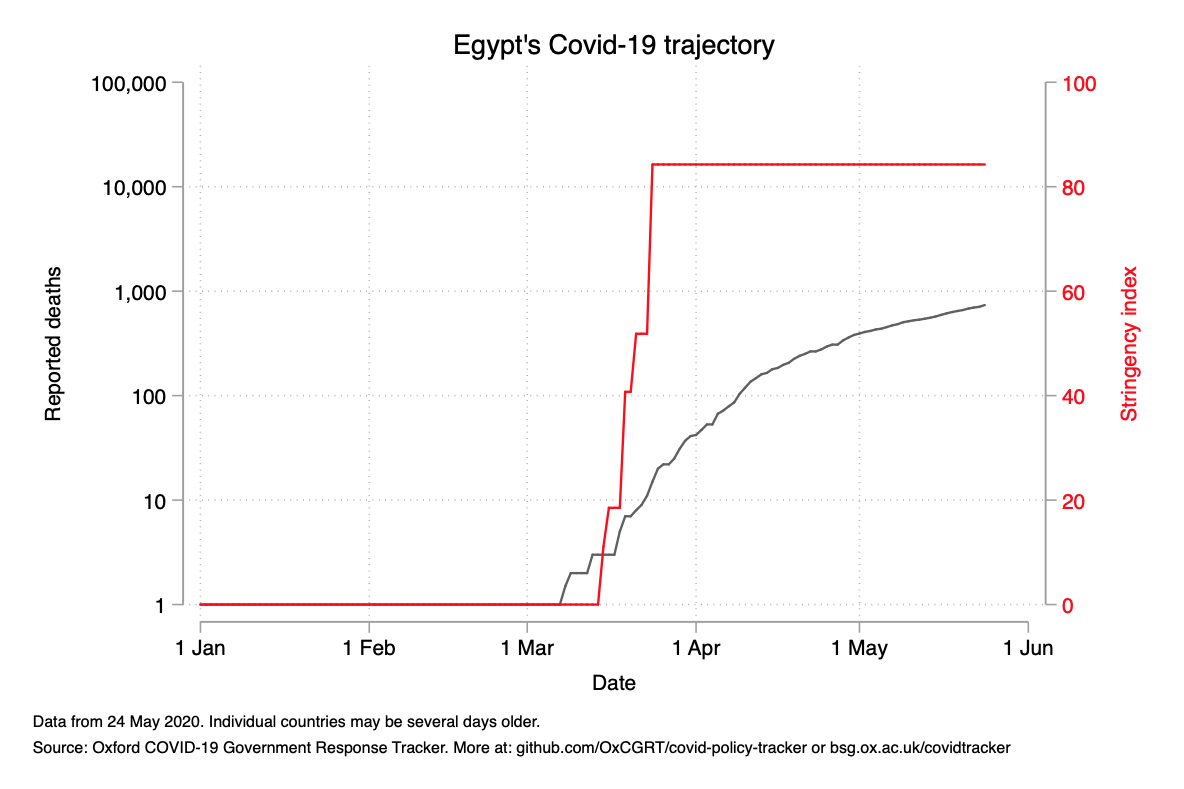 Egypt's Covid-19 trajectory
100,000
10,000
1,000
100
10
1
Reported deaths
100
80
60
40
20
0
Stringency index
1 Jan
1 Feb
1 Mar
1 Apr
1 May
1 Jun
Date
Data from 24 May 2020. Individual countries may be several days older.
Source: Oxford COVID-19 Government Response Tracker. More at: github.com/OxCGRT/covid-policy-tracker or bsg.ox.ac.uk/covidtracker